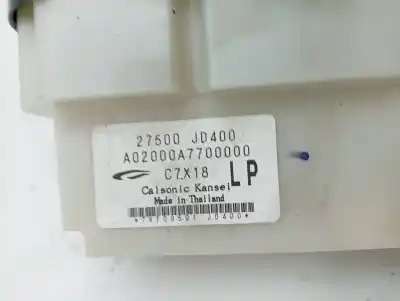 27500 JD400
A02000A7700000
C7X18 LP
Calsonic Kansei
Made in Thailand